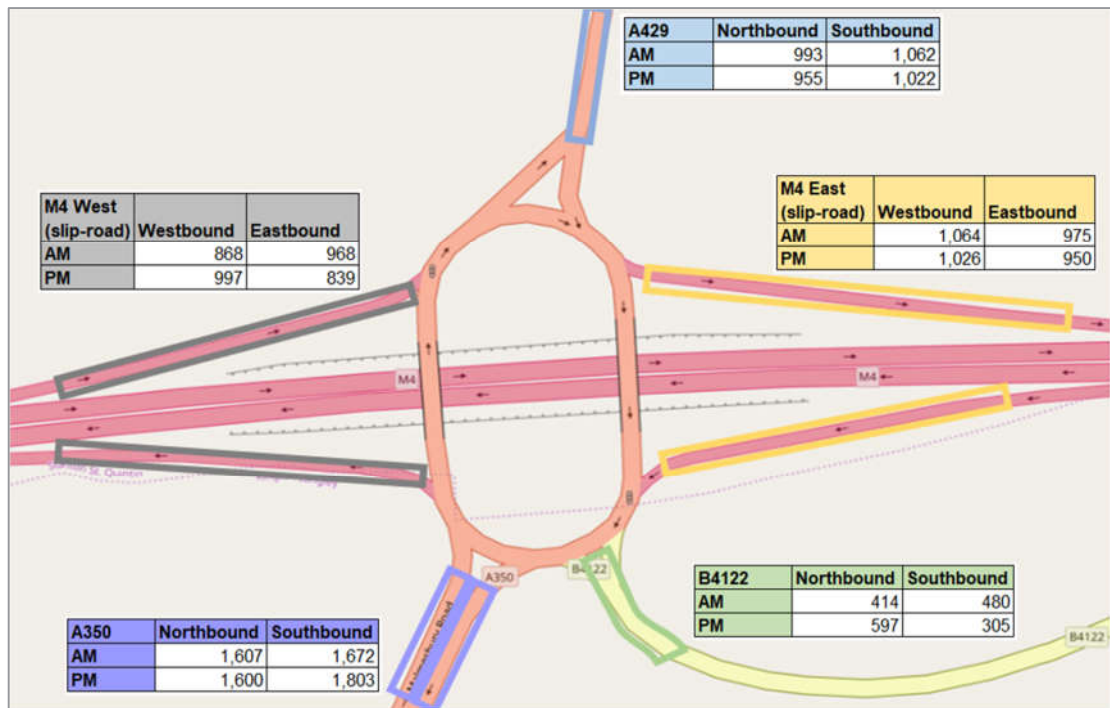 A429 Northbound Southbound
AM 993 1,062
PM 955 1,022
M4 West
(slip-road) Westbound Eastbound
AM 868 968
PM 997 839
M4 East
(slip-road) Westbound Eastbound
AM 1,064 975
PM 1,026 950
M4
M4
A350
B4122
Road
B4122 Northbound Southbound
AM 414 480
PM 597 305
B4122
A350 Northbound Southbound
AM 1,607 1,672
PM 1,600 1,803